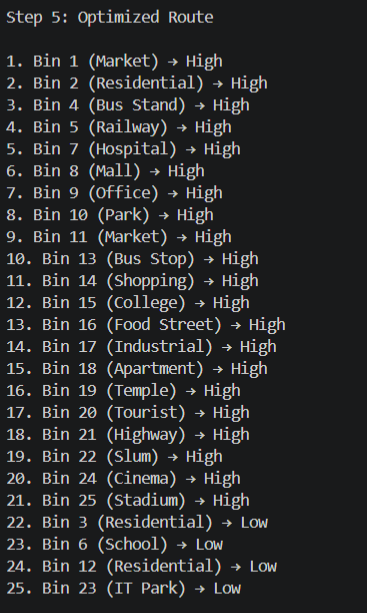 Step 5: Optimized Route
1. Bin 1 (Market) → High
2. Bin 2 (Residential) → High
3. Bin 4 (Bus Stand) → High
4. Bin 5 (Railway) → High
5. Bin 7 (Hospital) → High
6. Bin 8 (Mall) → High
7. Bin 9 (Office) → High
8. Bin 10 (Park) → High
9. Bin 11 (Market) → High
10. Bin 13 (Bus Stop) → High
11. Bin 14 (Shopping) → High
12. Bin 15 (College) → High
13. Bin 16 (Food Street) → High
14. Bin 17 (Industrial) → High
15. Bin 18 (Apartment) → High
16. Bin 19 (Temple) → High
17. Bin 20 (Tourist) → High
18. Bin 21 (Highway) → High
19. Bin 22 (Slum) → High
20. Bin 24 (Cinema) → High
21. Bin 25 (Stadium) → High
22. Bin 3 (Residential) → Low
23. Bin 6 (School) → Low
24. Bin 12 (Residential) → Low
25. Bin 23 (IT Park) → Low